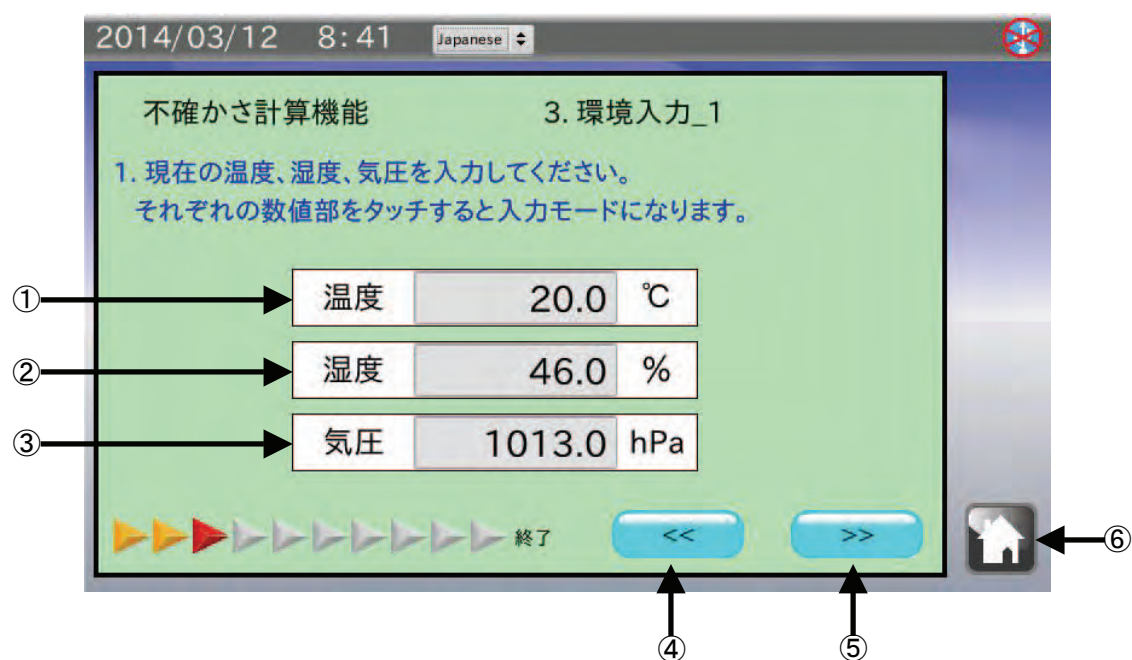 2014/03/12 8:41 Japanese
不確かさ計算機能 3. 環境入力_1
1. 現在の温度、湿度、気圧を入力してください。
それぞれの数値部をタッチすると入力モードになります。
① 温度 20.0 ℃
② 湿度 46.0 %
③ 気圧 1013.0 hPa
終了 << >> ⑥
④ ⑤